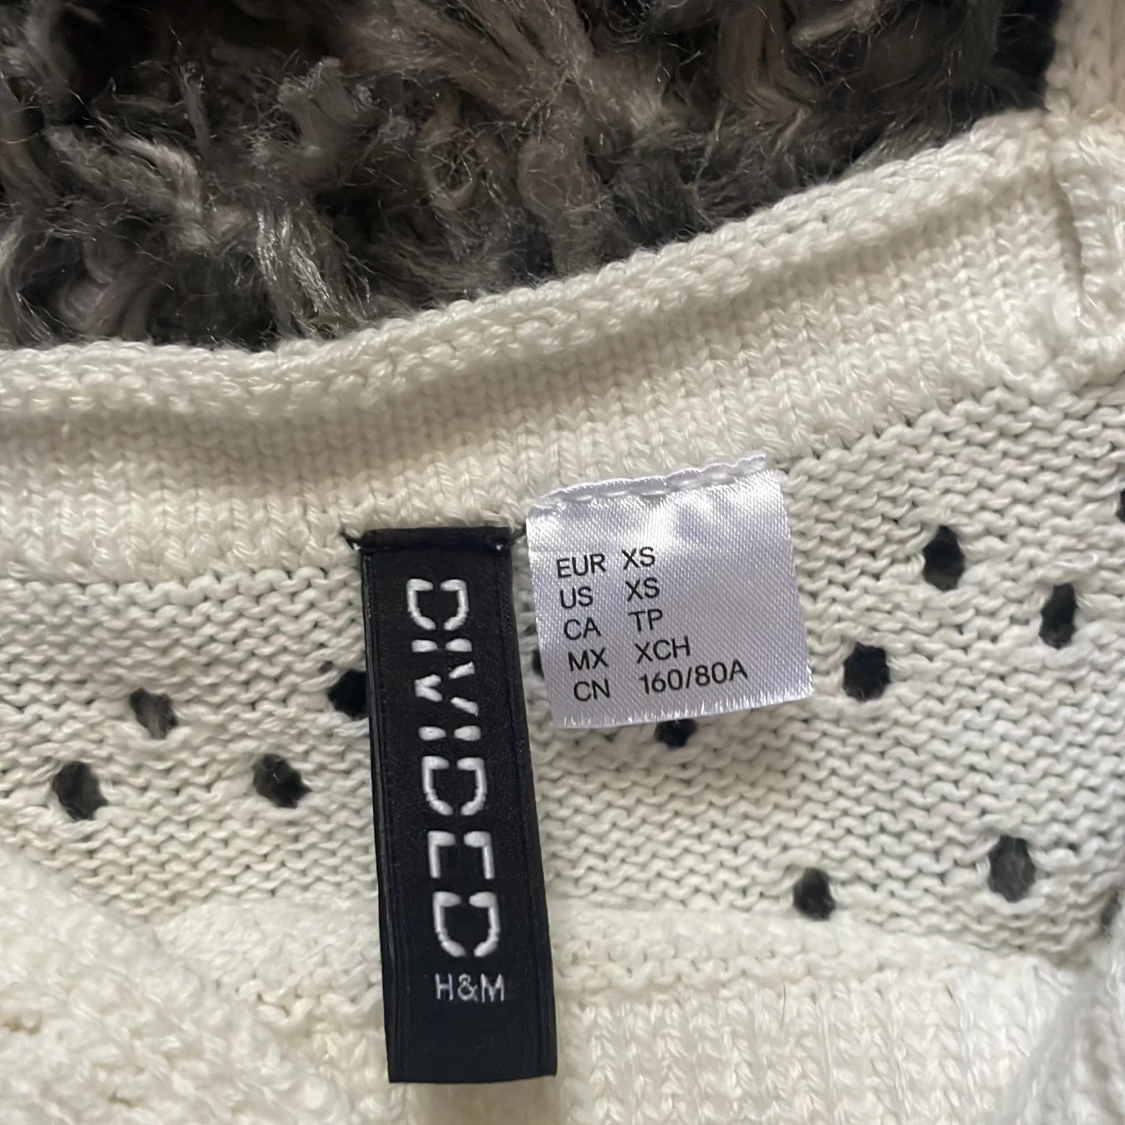 DIVIDED
H&M
EUR XS
US XS
CA TP
MX XCH
CN 160/80A